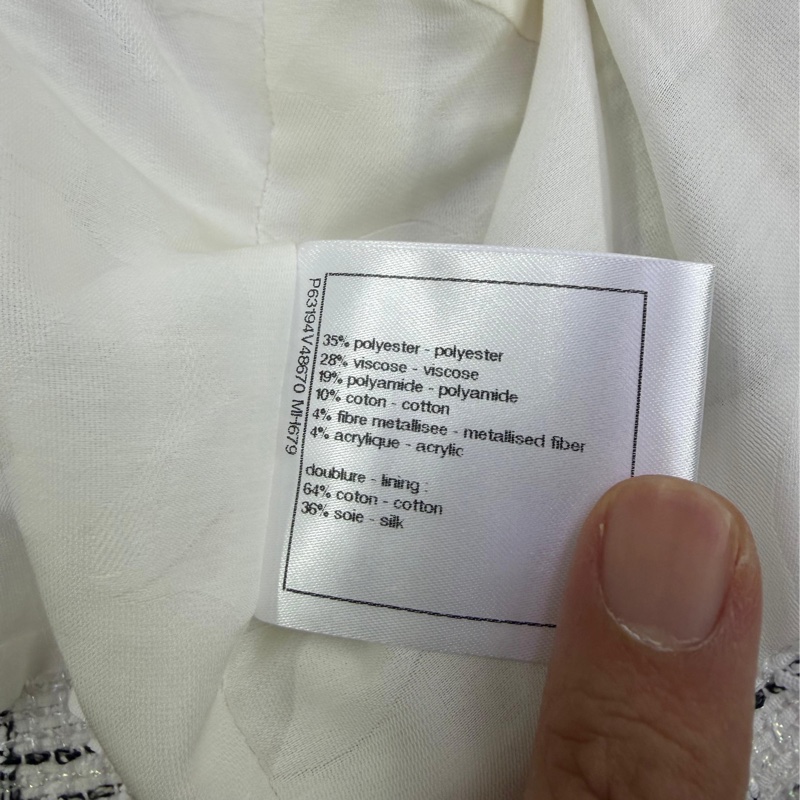 P63194V48670 MH679
35% polyester - polyester
28% viscose - viscose
19% polyamide - polyamide
10% coton - cotton
4% fibre metallisee - metallised fiber
4% acrylique - acrylic
doublure - lining :
64% coton - cotton
36% soie - silk